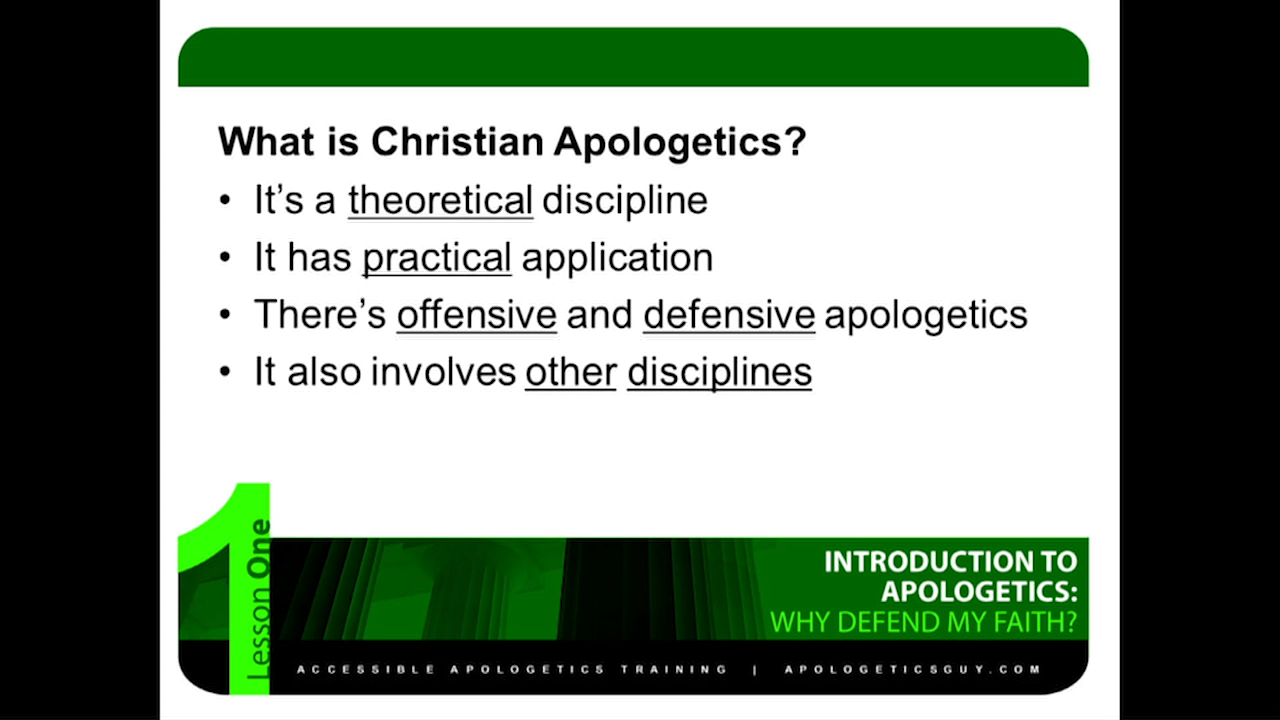 What is Christian Apologetics?
• It’s a theoretical discipline
• It has practical application
• There’s offensive and defensive apologetics
• It also involves other disciplines
1
Lesson One
INTRODUCTION TO
APOLOGETICS:
WHY DEFEND MY FAITH?
ACCESSIBLE APOLOGETICS TRAINING | APOLOGETICSGUY.COM